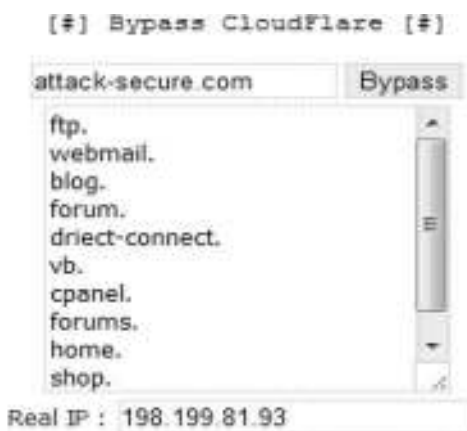 [#] Bypass CloudFlare [#]
attack-secure.com Bypass
ftp.
webmail.
blog.
forum.
driect-connect.
vb.
cpanel.
forums.
home.
shop.
Real IP : 198.199.81.93